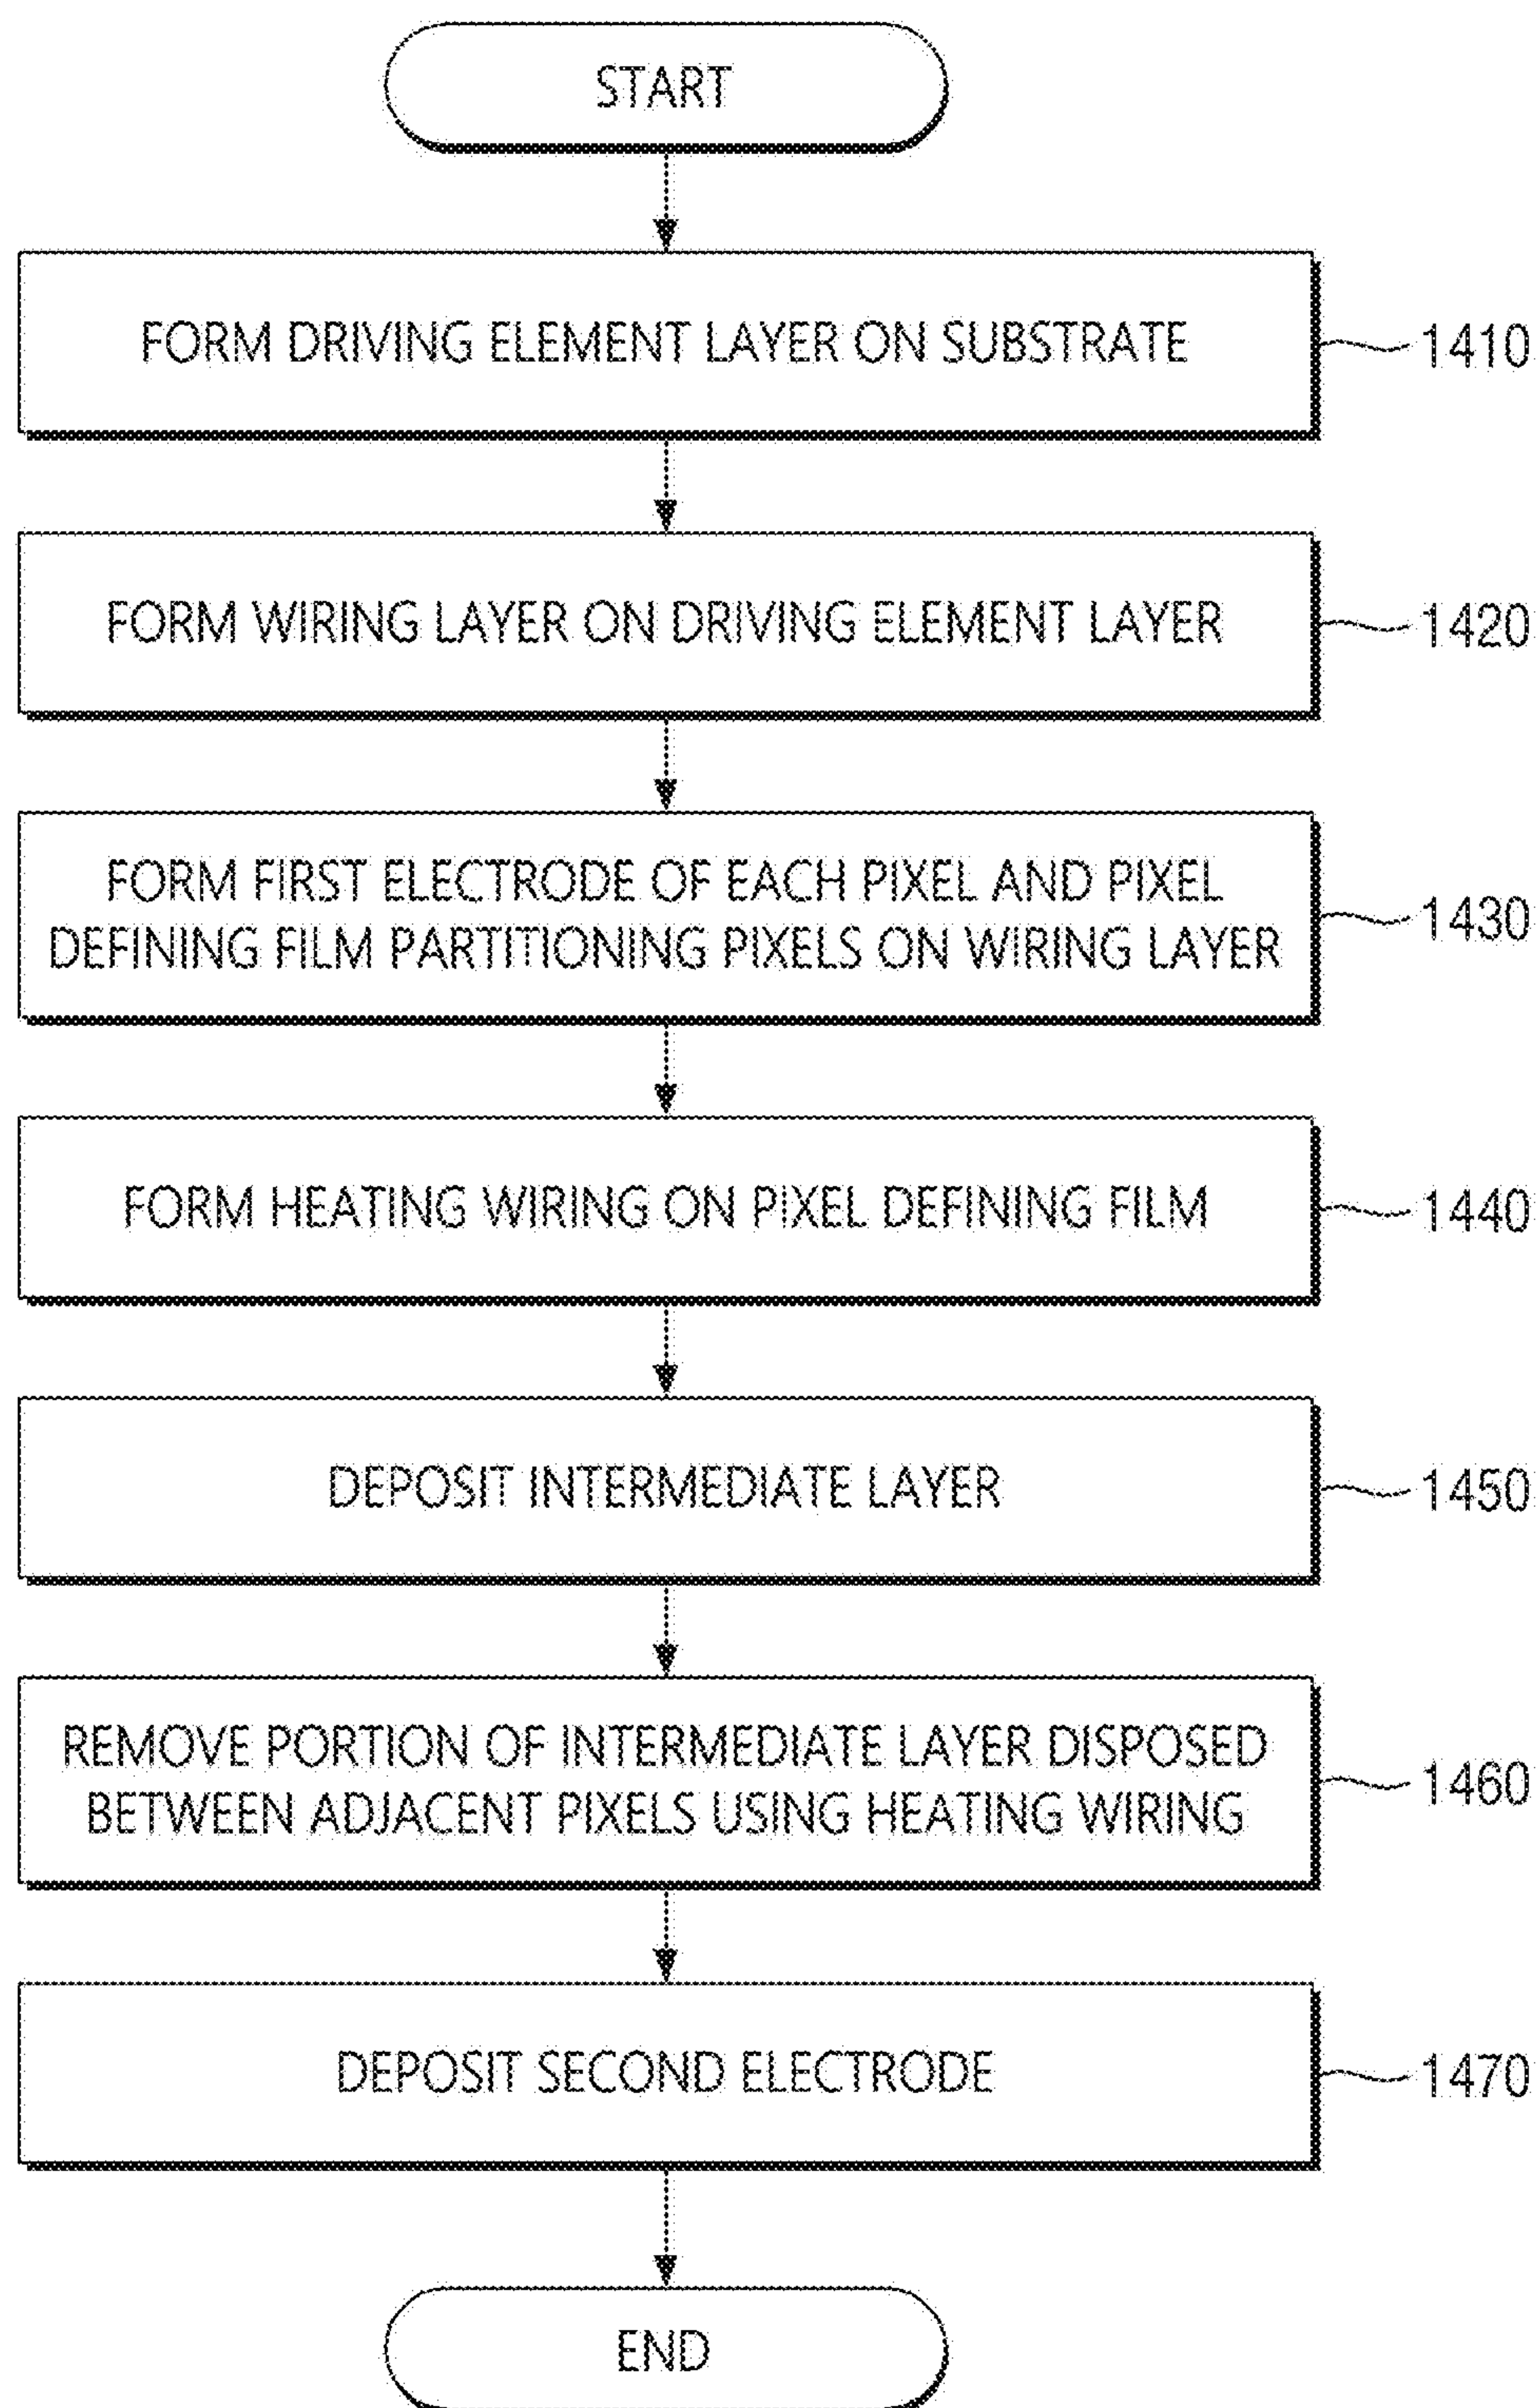 START
FORM DRIVING ELEMENT LAYER ON SUBSTRATE
1410
FORM WIRING LAYER ON DRIVING ELEMENT LAYER
1420
FORM FIRST ELECTRODE OF EACH PIXEL AND PIXEL
DEFINING FILM PARTITIONING PIXELS ON WIRING LAYER
1430
FORM HEATING WIRING ON PIXEL DEFINING FILM
1440
DEPOSIT INTERMEDIATE LAYER
1450
REMOVE PORTION OF INTERMEDIATE LAYER DISPOSED
BETWEEN ADJACENT PIXELS USING HEATING WIRING
1460
DEPOSIT SECOND ELECTRODE
1470
END